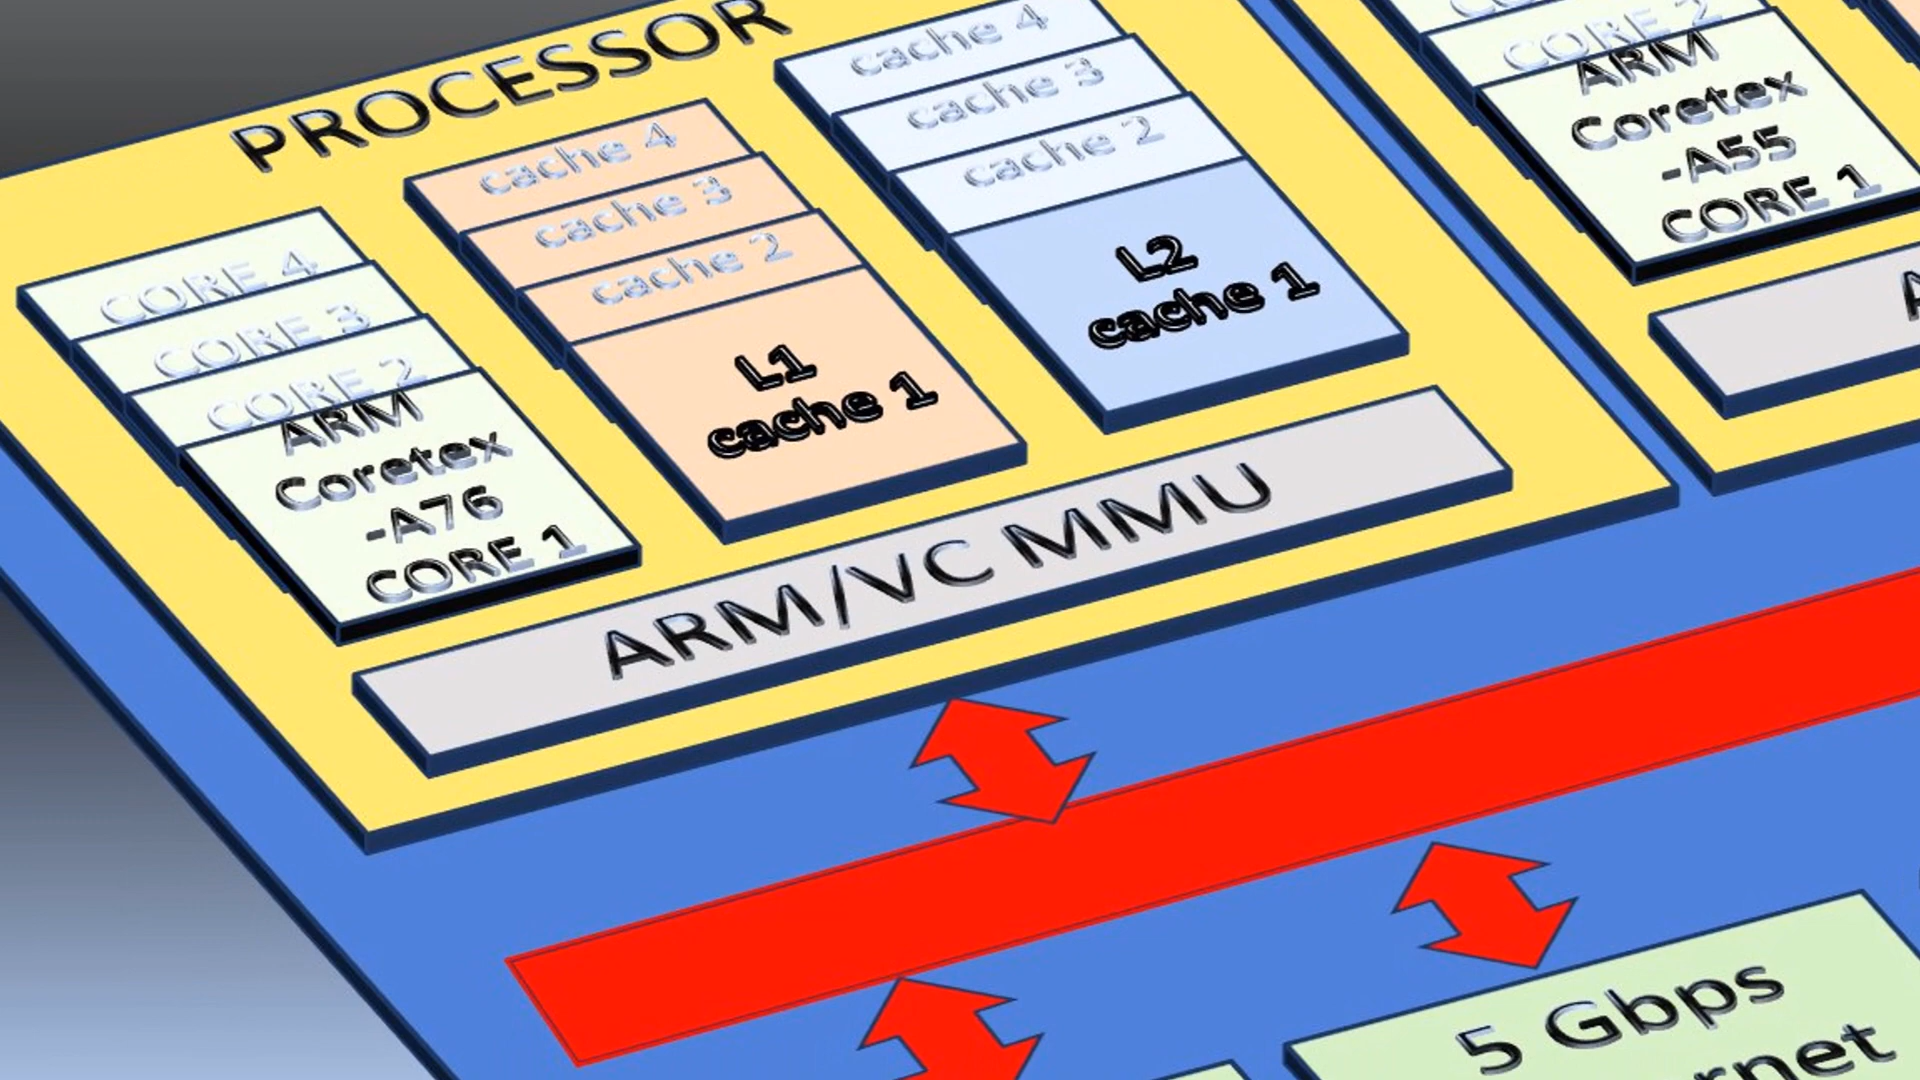 PROCESSOR
CORE 4
CORE 3
CORE 2
ARM
Coretex
-A76
CORE 1
cache 4
cache 3
cache 2
L1
cache 1
cache 4
cache 3
cache 2
L2
cache 1
ARM/VC MMU
CORE 2
ARM
Coretex
-A55
CORE 1
5 Gbps